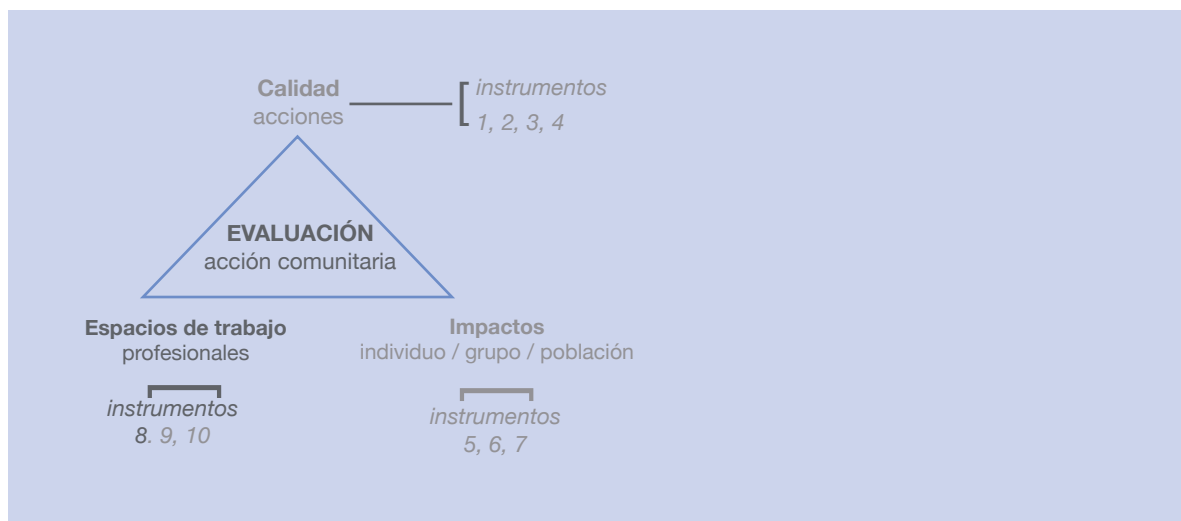 Calidad
acciones
instrumentos
1, 2, 3, 4
EVALUACIÓN
acción comunitaria
Espacios de trabajo
profesionales
instrumentos
8. 9, 10
Impactos
individuo / grupo / población
instrumentos
5, 6, 7